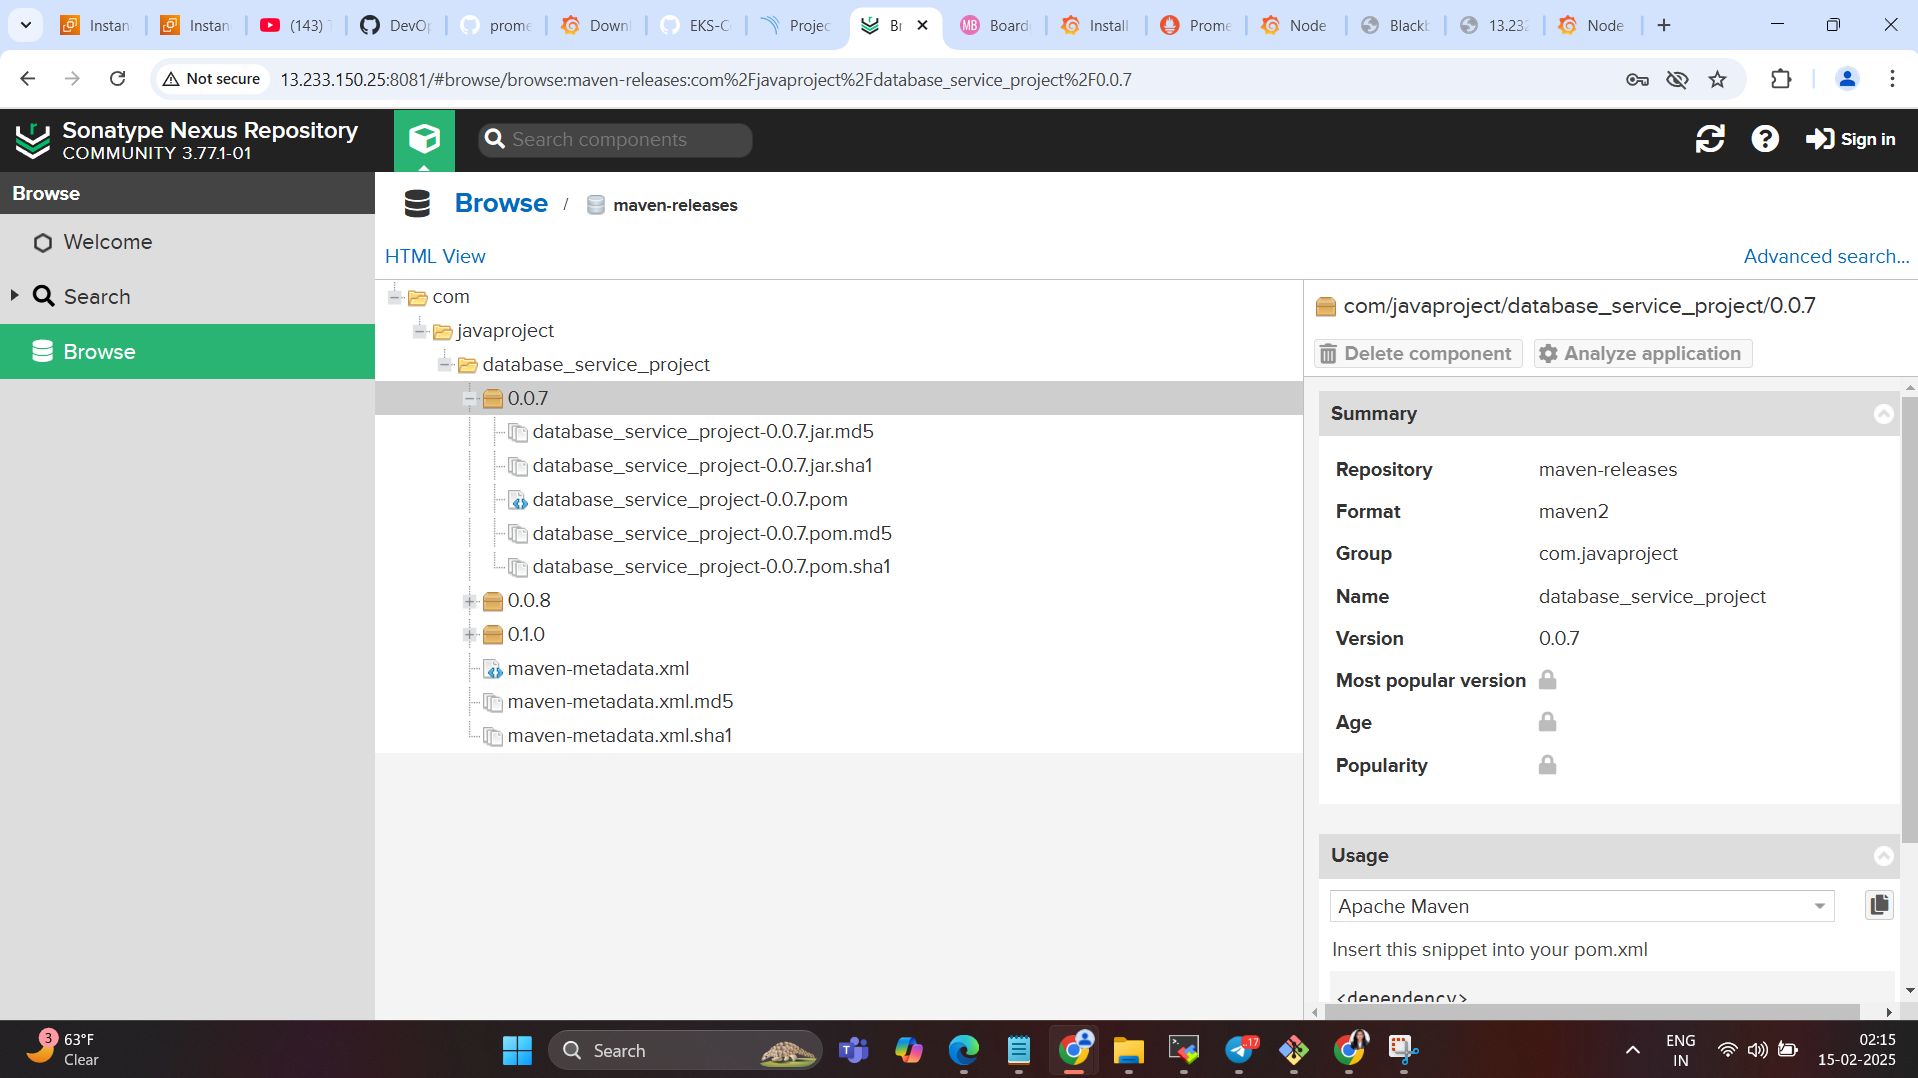 Instan
Instan
(143) T
DevOp
prome
Downl
EKS-C
Projec
Br
MB
Board
Install
Prome
Node
Blackb
13.232
Node
Not secure
13.233.150.25:8081/#browse/browse:maven-releases:com%2Fjavaproject%2Fdatabase_service_project%2F0.0.7
Sonatype Nexus Repository
COMMUNITY 3.77.1-01
Search components
Sign in
Browse
Welcome
Search
Browse
Browse / maven-releases
HTML View
Advanced search...
com
javaproject
database_service_project
0.0.7
database_service_project-0.0.7.jar.md5
database_service_project-0.0.7.jar.sha1
database_service_project-0.0.7.pom
database_service_project-0.0.7.pom.md5
database_service_project-0.0.7.pom.sha1
0.0.8
0.1.0
maven-metadata.xml
maven-metadata.xml.md5
maven-metadata.xml.sha1
com/javaproject/database_service_project/0.0.7
Delete component
Analyze application
Summary
Repository maven-releases
Format maven2
Group com.javaproject
Name database_service_project
Version 0.0.7
Most popular version
Age
Popularity
Usage
Apache Maven
Insert this snippet into your pom.xml
<dependency>
3
63°F
Clear
Search
17
ENG
IN
02:15
15-02-2025